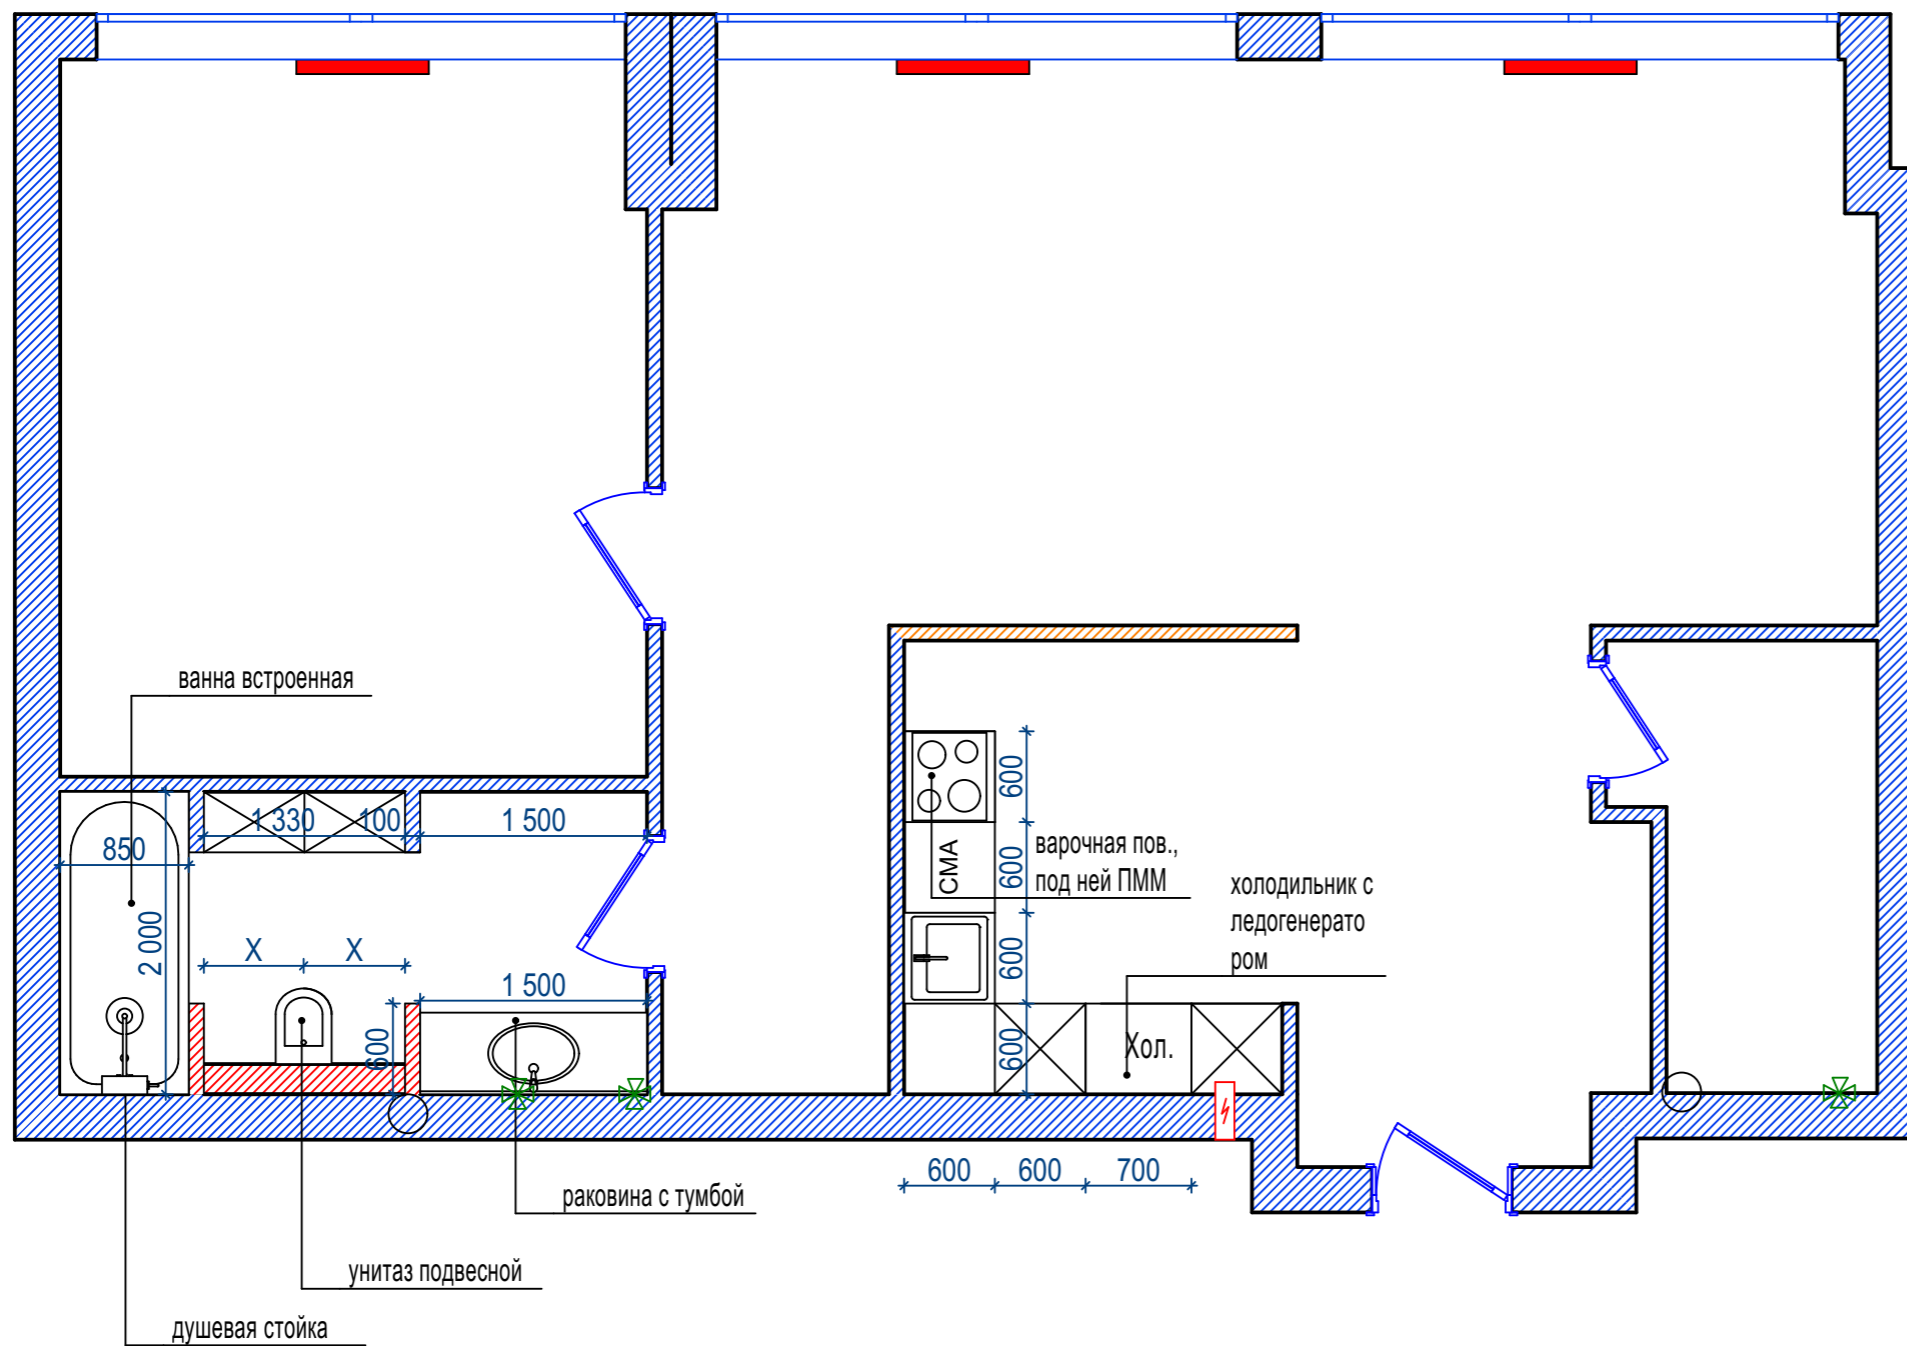 ванна встроенная
600
1 330
100
1 500
850
СМА
600
варочная пов.,
под ней ПММ
холодильник с
ледогенерато
ром
2 000
X
X
600
1 500
600
600
Хол.
600
600
700
раковина с тумбой
унитаз подвесной
душевая стойка